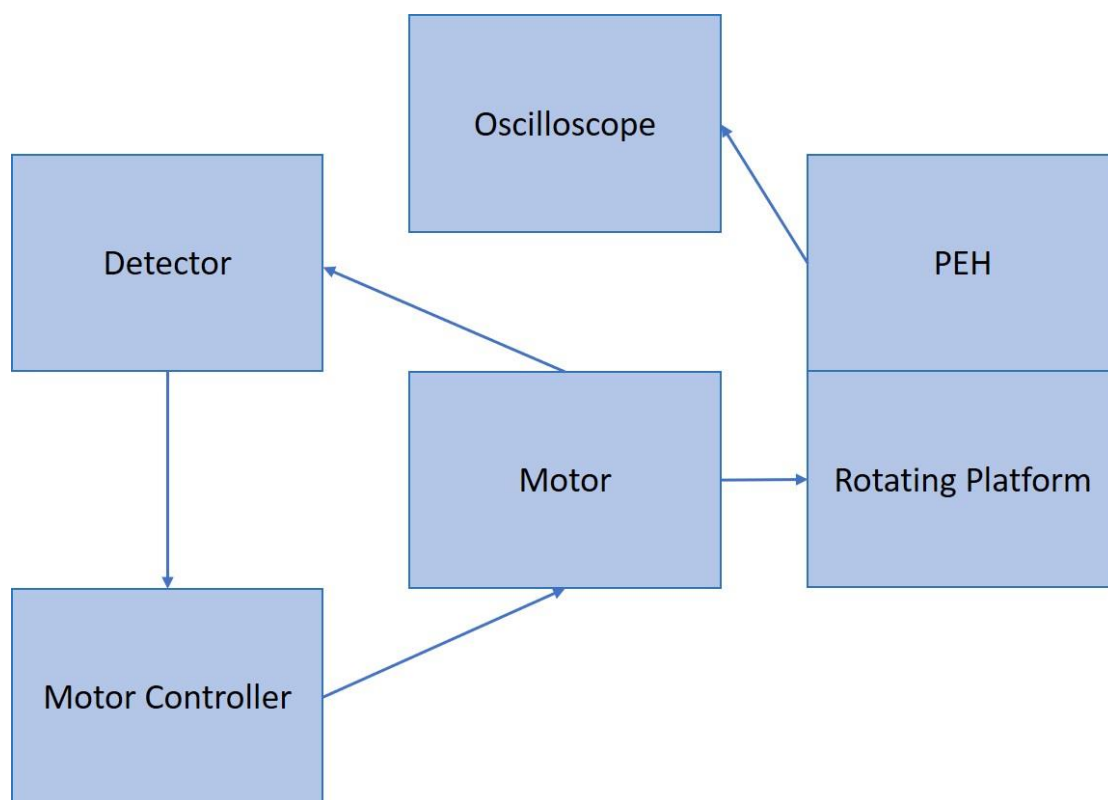 Oscilloscope
Detector
PEH
Motor
Rotating Platform
Motor Controller